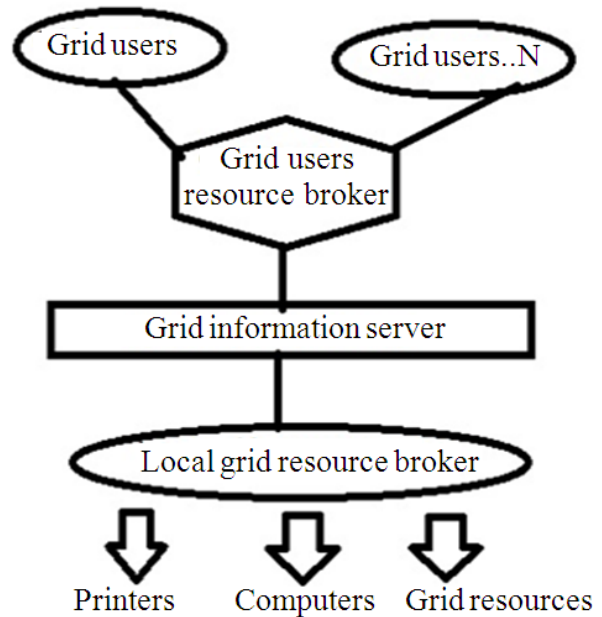 Grid users
Grid users..N
Grid users
resource broker
Grid information server
Local grid resource broker
Printers
Computers
Grid resources